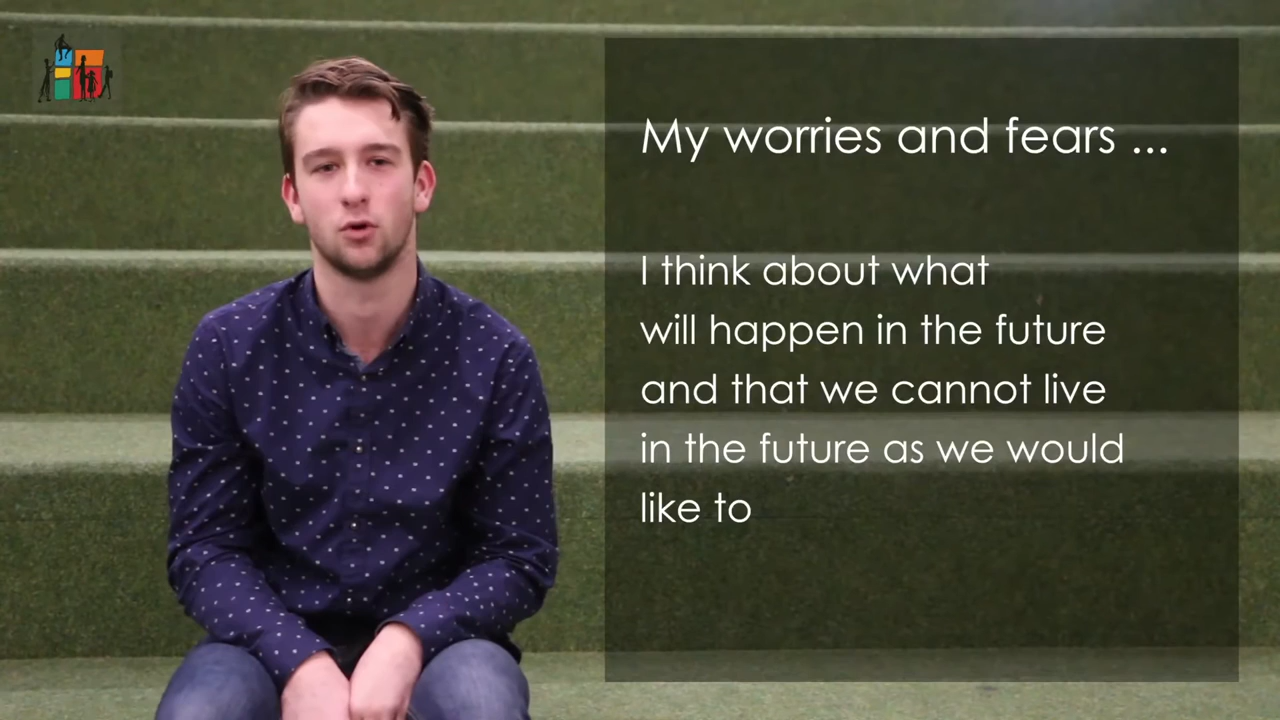 My worries and fears ...
I think about what
will happen in the future
and that we cannot live
in the future as we would
like to